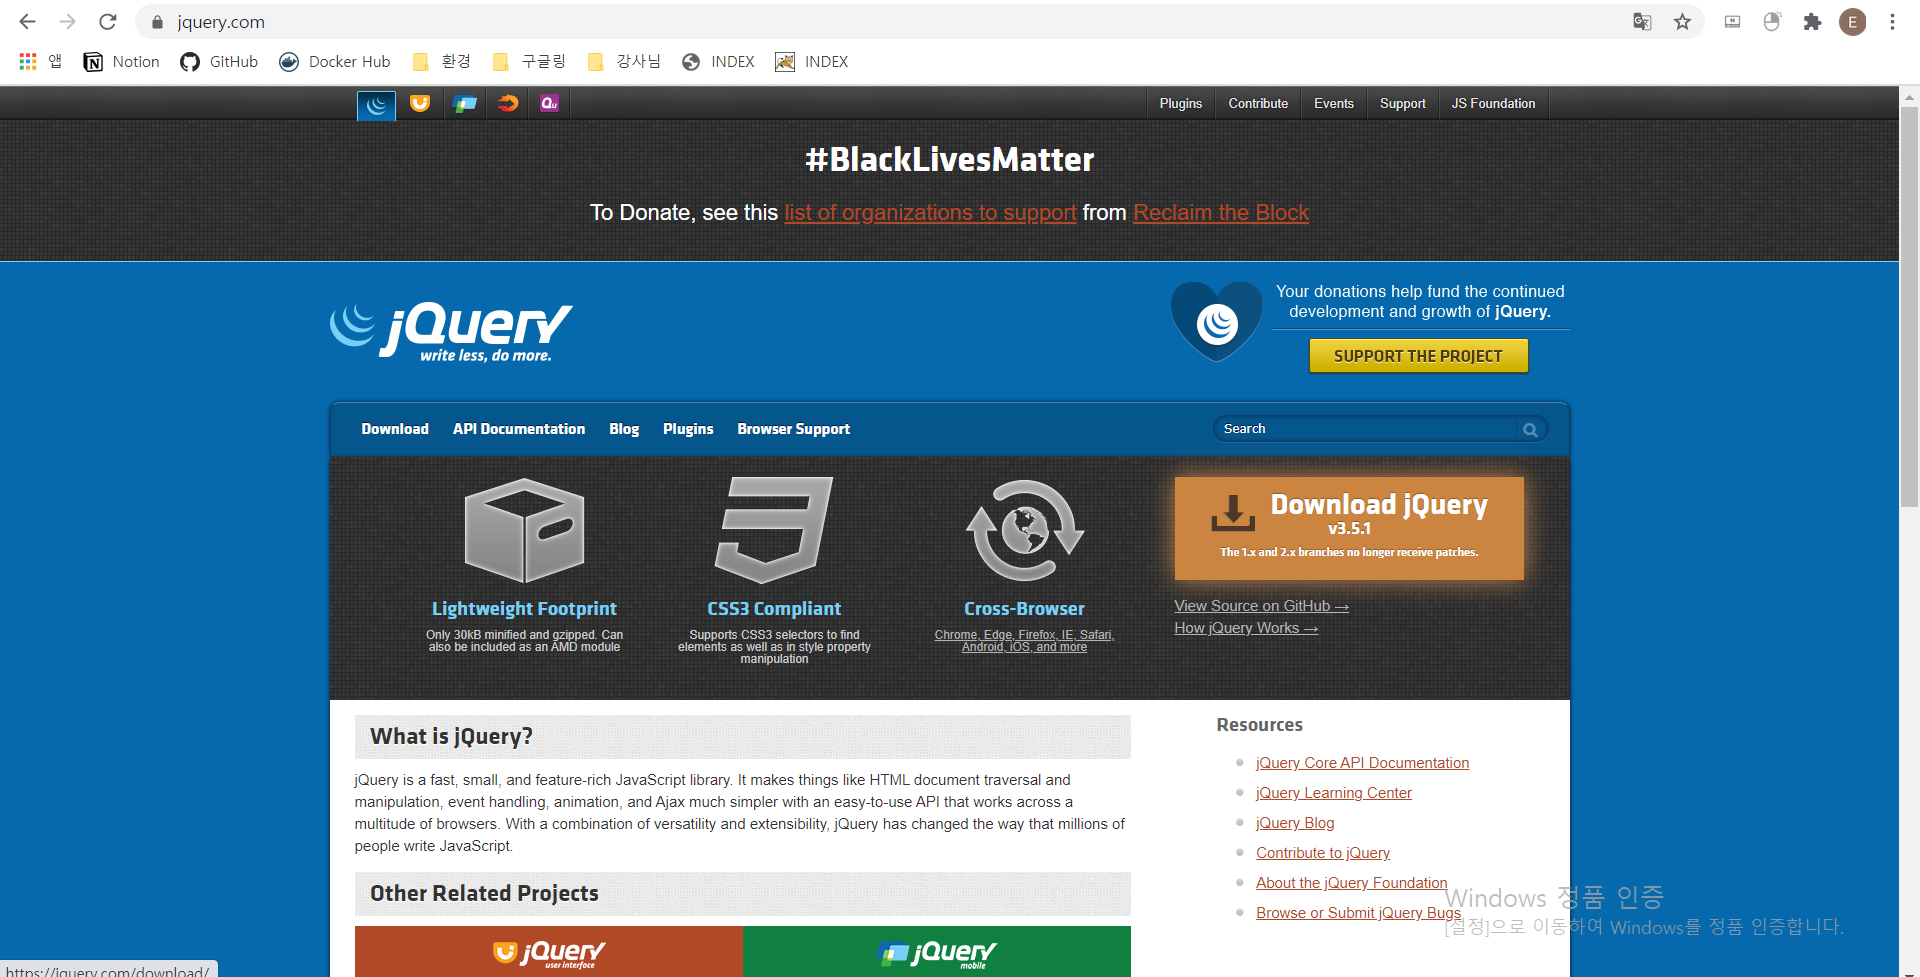 jquery.com
E
앱 Notion GitHub Docker Hub 환경 구글링 강사님 INDEX INDEX
Qu
Plugins Contribute Events Support JS Foundation
#BlackLivesMatter
To Donate, see this list of organizations to support from Reclaim the Block
jQuery
write less, do more.
Your donations help fund the continued
development and growth of jQuery.
SUPPORT THE PROJECT
Download API Documentation Blog Plugins Browser Support
Search
Lightweight Footprint
Only 30kB minified and gzipped. Can
also be included as an AMD module
CSS3 Compliant
Supports CSS3 selectors to find
elements as well as in style property
manipulation
Cross-Browser
Chrome, Edge, Firefox, IE, Safari,
Android, iOS, and more
Download jQuery
v3.5.1
The 1.x and 2.x branches no longer receive patches.
View Source on GitHub →
How jQuery Works →
What is jQuery?
jQuery is a fast, small, and feature-rich JavaScript library. It makes things like HTML document traversal and
manipulation, event handling, animation, and Ajax much simpler with an easy-to-use API that works across a
multitude of browsers. With a combination of versatility and extensibility, jQuery has changed the way that millions of
people write JavaScript.
Other Related Projects
jQuery
user interface
jQuery
mobile
Resources
jQuery Core API Documentation
jQuery Learning Center
jQuery Blog
Contribute to jQuery
About the jQuery Foundation
Browse or Submit jQuery Bugs
Windows 정품 인증
[설정]으로 이동하여 Windows를 정품 인증합니다.
https://jquery.com/download/